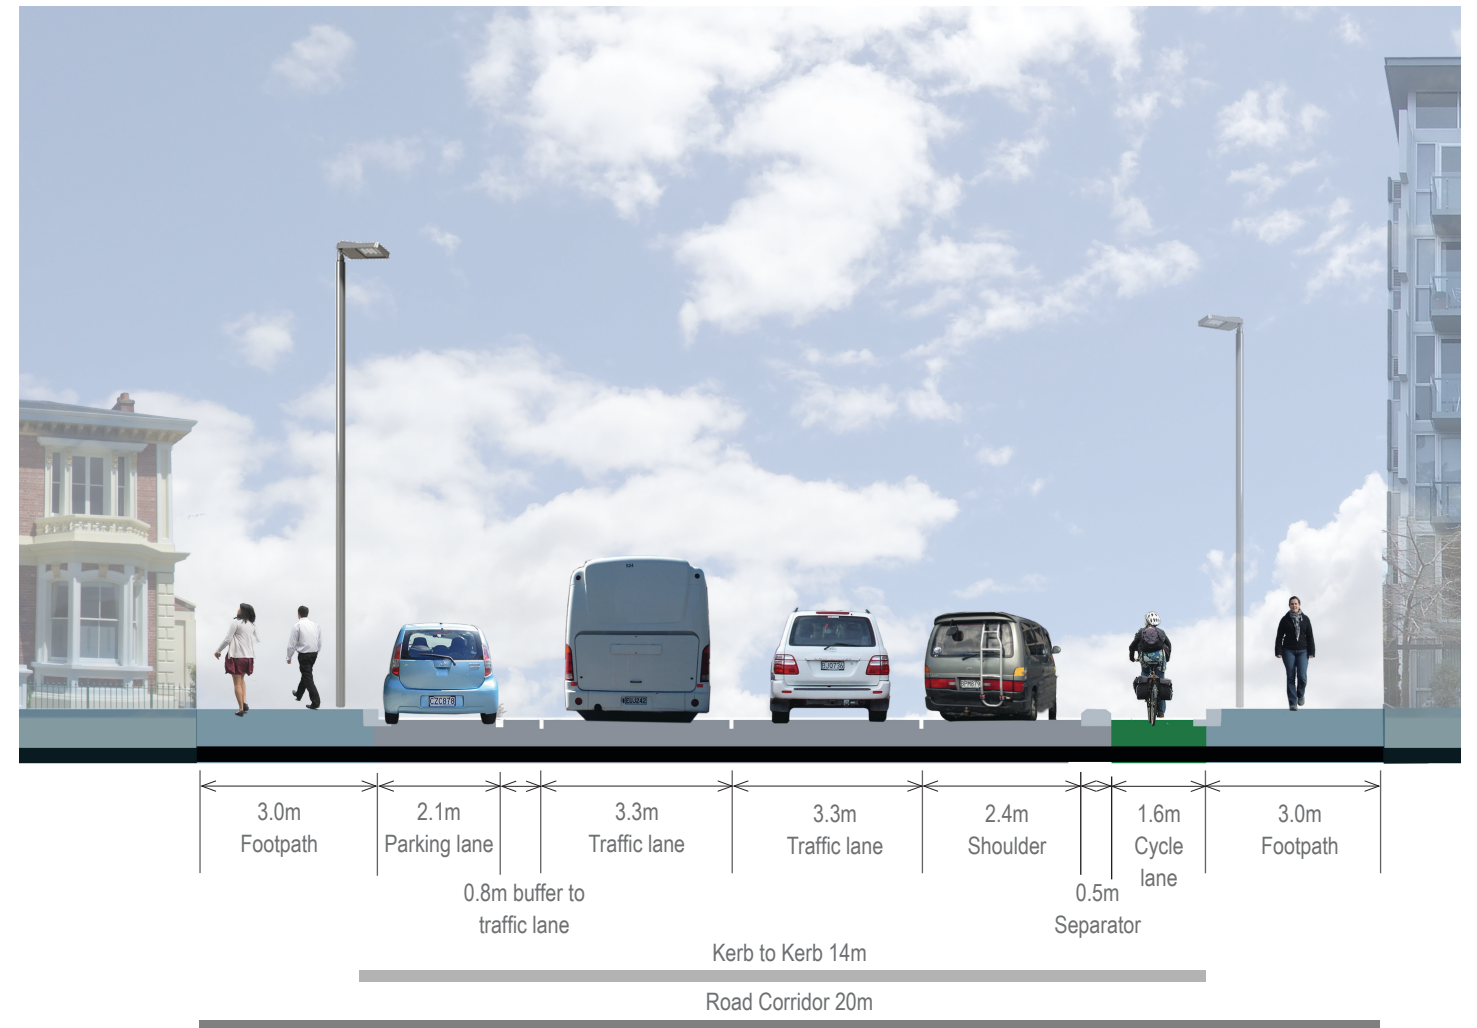 CZC878
3.0m
Footpath
2.1m
Parking lane
3.3m
Traffic lane
3.3m
Traffic lane
2.4m
Shoulder
1.6m
Cycle
lane
3.0m
Footpath
0.8m buffer to
traffic lane
0.5m
Separator
Kerb to Kerb 14m
Road Corridor 20m